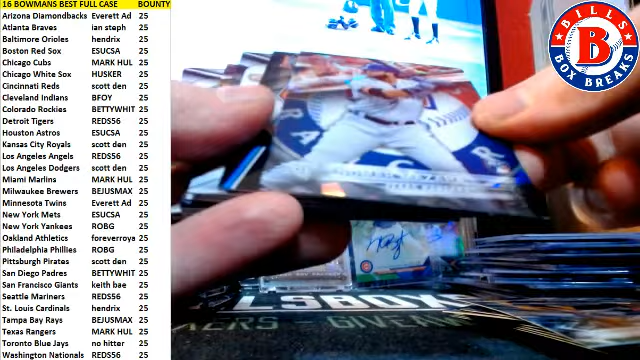 16 BOWMANS BEST FULL CASE BOUNTY
Arizona Diamondbacks Everett Ad 25
Atlanta Braves ian steph 25
Baltimore Orioles hendrix 25
Boston Red Sox ESUCSA 25
Chicago Cubs MARK HUL 25
Chicago White Sox HUSKER 25
Cincinnati Reds scott den 25
Cleveland Indians BFOY 25
Colorado Rockies BETTYWHIT 25
Detroit Tigers REDS56 25
Houston Astros ESUCSA 25
Kansas City Royals scott den 25
Los Angeles Angels REDS56 25
Los Angeles Dodgers scott den 25
Miami Marlins MARK HUL 25
Milwaukee Brewers BEJUSMAX 25
Minnesota Twins Everett Ad 25
New York Mets ESUCSA 25
New York Yankees ROBG 25
Oakland Athletics foreverroya 25
Philadelphia Phillies ROBG 25
Pittsburgh Pirates scott den 25
San Diego Padres BETTYWHIT 25
San Francisco Giants keith bae 25
Seattle Mariners REDS56 25
St. Louis Cardinals hendrix 25
Tampa Bay Rays BEJUSMAX 25
Texas Rangers MARK HUL 25
Toronto Blue Jays no hitter 25
Washington Nationals REDS56 25
BILLS
B
BOX BREAKS